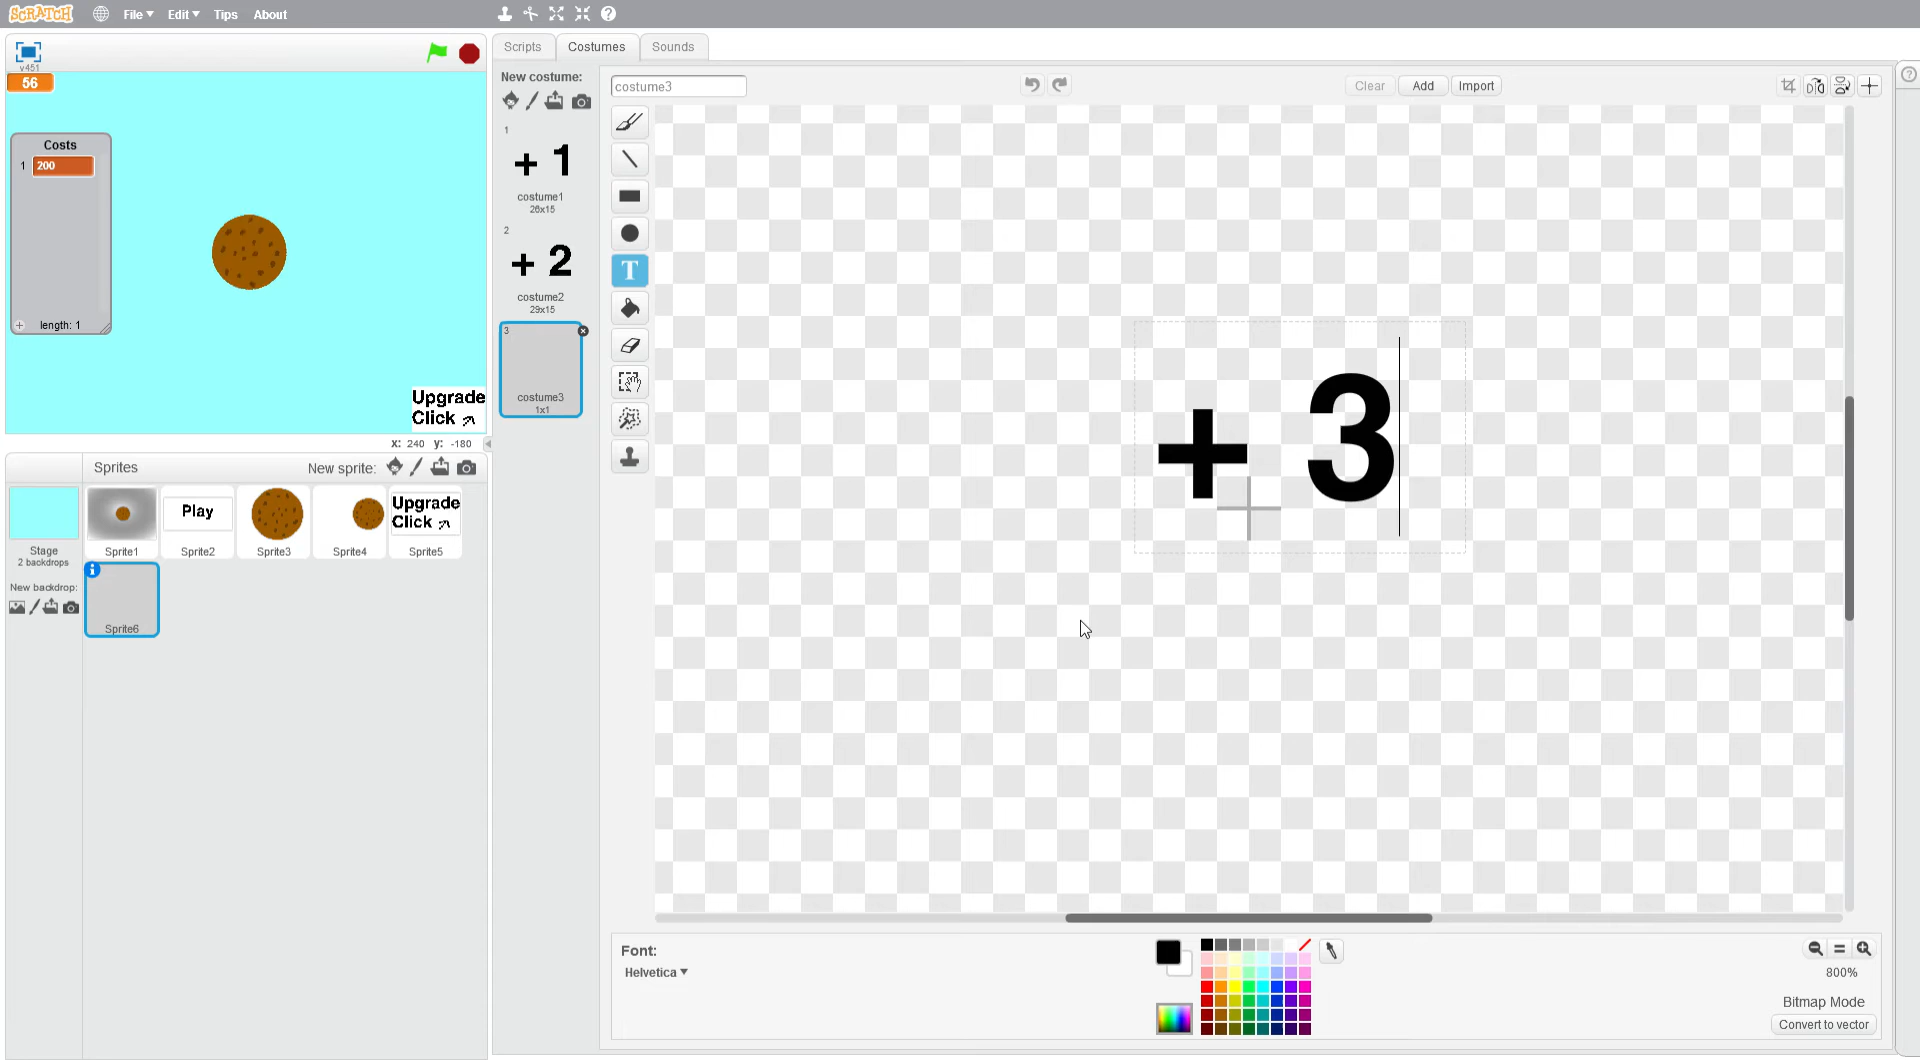 SCRATCH File Edit Tips About
v451
56
Costs
1 200
length: 1
Upgrade
Click
x: 240 y: -180
Sprites New sprite:
Play
Upgrade
Click
Stage
2 backdrops
New backdrop:
Sprite1 Sprite2 Sprite3 Sprite4 Sprite5
Sprite6
Scripts Costumes Sounds
New costume:
1
+ 1
costume1
26x15
2
+ 2
costume2
29x15
3
costume3
1x1
costume3
Clear Add Import
T
+ 3
Font:
Helvetica
800%
Bitmap Mode
Convert to vector